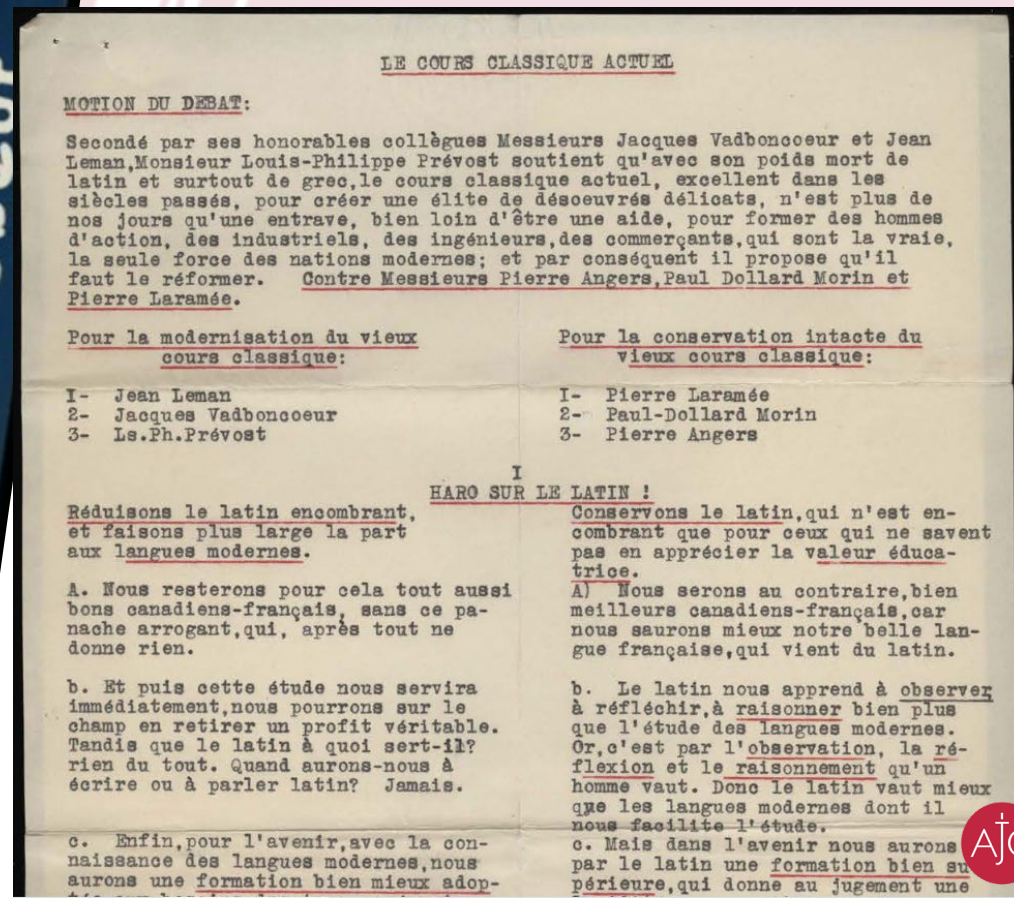 LE COURS CLASSIQUE ACTUEL
MOTION DU DEBAT:
Secondé par ses honorables collègues Messieurs Jacques Vadboncoeur et Jean
Leman,Monsieur Louis-Philippe Prévost soutient qu'avec son poids mort de
latin et surtout de grec,le cours classique actuel, excellent dans les
siècles passés, pour créer une élite de désoeuvrés délicats, n'est plus de
nos jours qu'une entrave, bien loin d'être une aide, pour former des hommes
d'action, des industriels, des ingénieurs,des commerçants,qui sont la vraie,
la seule force des nations modernes; et par conséquent il propose qu'il
faut le réformer. Contre Messieurs Pierre Angers,Paul Dollard Morin et
Pierre Laramée.
Pour la modernisation du vieux
cours classique:
I- Jean Leman
2- Jacques Vadboncoeur
3- Ls.Ph.Prévost
Pour la conservation intacte du
vieux cours classique:
I- Pierre Laramée
2- Paul-Dollard Morin
3- Pierre Angers
I
HARO SUR LE LATIN !
Réduisons le latin encombrant,
et faisons plus large la part
aux langues modernes.
A. Nous resterons pour cela tout aussi
bons canadiens-français, sans ce pa-
nache arrogant,qui, après tout ne
donne rien.
b. Et puis cette étude nous servira
immédiatement,nous pourrons sur le
champ en retirer un profit véritable.
Tandis que le latin à quoi sert-il?
rien du tout. Quand aurons-nous à
écrire ou à parler latin? Jamais.
c. Enfin,pour l'avenir,avec la con-
naissance des langues modernes,nous
aurons une formation bien mieux adop-
Conservons le latin,qui n'est en-
combrant que pour ceux qui ne savent
pas en apprécier la valeur éduca-
trice.
A) Nous serons au contraire,bien
meilleurs canadiens-français,car
nous saurons mieux notre belle lan-
gue française,qui vient du latin.
b. Le latin nous apprend à observer
à réfléchir,à raisonner bien plus
que l'étude des langues modernes.
Or,c'est par l'observation, la ré-
flexion et le raisonnement qu'un
homme vaut. Donc le latin vaut mieux
que les langues modernes dont il
nous facilite l'étude.
c. Mais dans l'avenir nous aurons
par le latin une formation bien su
périeure,qui donne au jugement une